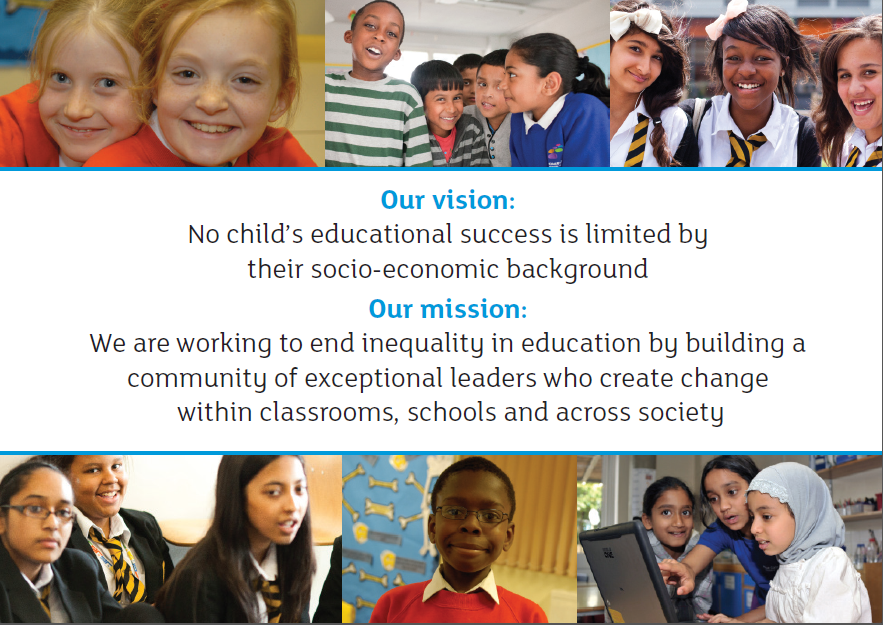 Our vision:
No child's educational success is limited by
their socio-economic background
Our mission:
We are working to end inequality in education by building a
community of exceptional leaders who create change
within classrooms, schools and across society